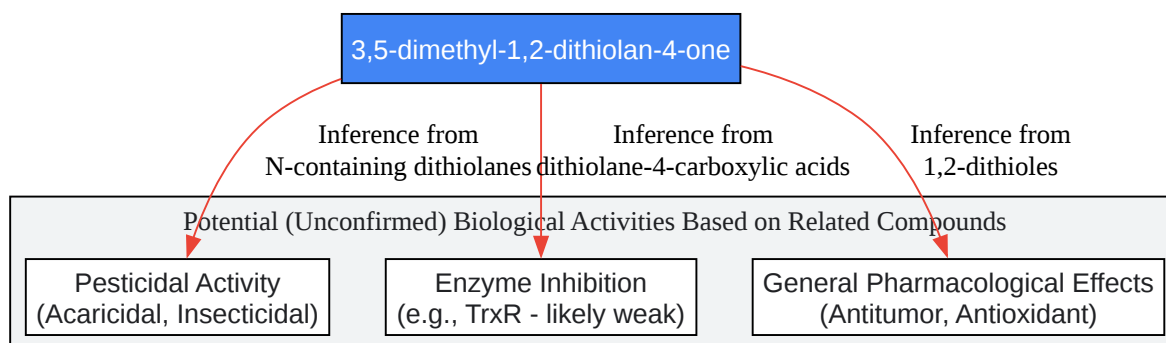 3,5-dimethyl-1,2-dithiolan-4-one
Inference from
N-containing dithiolanes
Inference from
dithiolane-4-carboxylic acids
Inference from
1,2-dithioles
Potential (Unconfirmed) Biological Activities Based on Related Compounds
Pesticidal Activity
(Acaricidal, Insecticidal)
Enzyme Inhibition
(e.g., TrxR - likely weak)
General Pharmacological Effects
(Antitumor, Antioxidant)